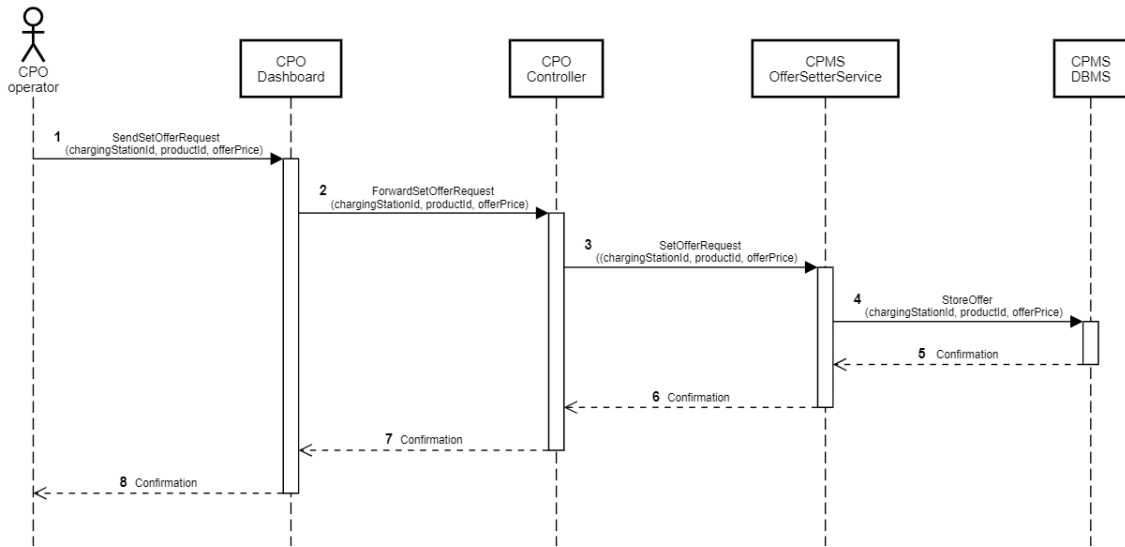 CPO
operator
CPO
Dashboard
CPO
Controller
CPMS
OfferSetterService
CPMS
DBMS
1 SendSetOfferRequest
(chargingStationId, productId, offerPrice)
2 ForwardSetOfferRequest
(chargingStationId, productId, offerPrice)
3 SetOfferRequest
((chargingStationId, productId, offerPrice)
4 StoreOffer
(chargingStationId, productId, offerPrice)
5 Confirmation
6 Confirmation
7 Confirmation
8 Confirmation